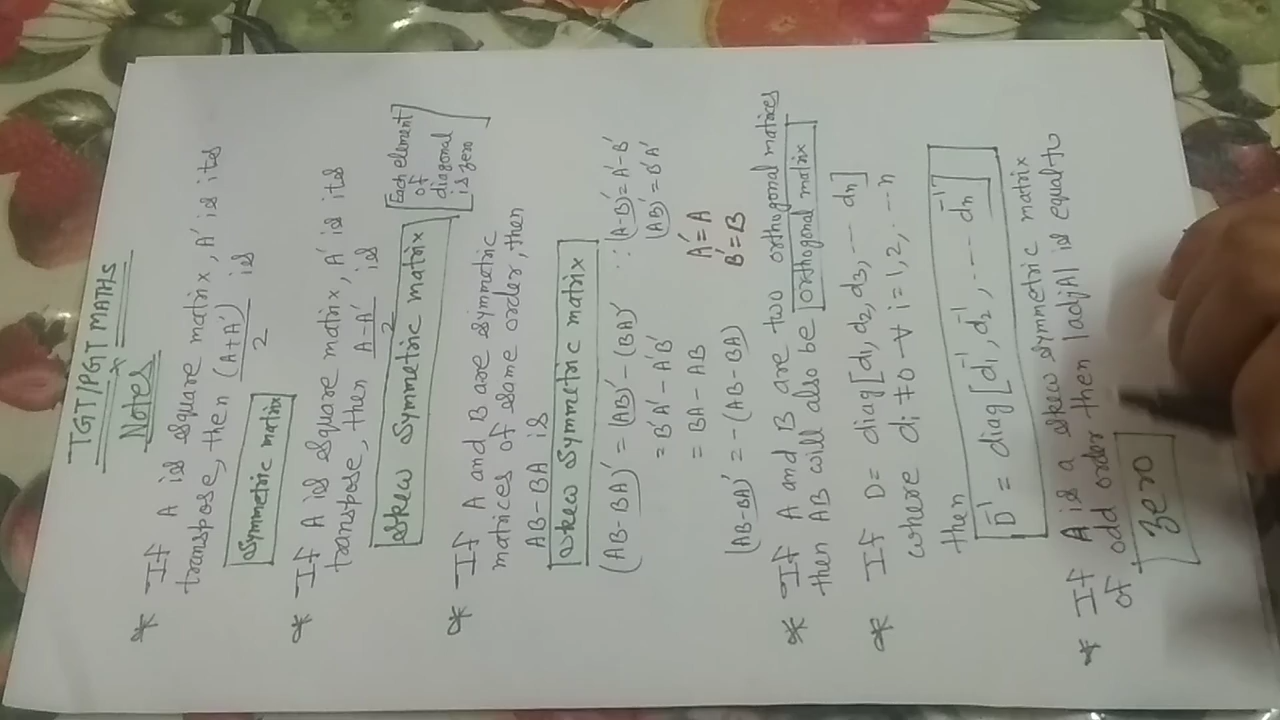 TGT/PGT MATHS
Notes
* If A is square matrix, A' is its
transpose, then (A+A')/2 is
Symmetric matrix
* If A is square matrix, A' is its
transpose, then A-A'/2 is
skew symmetric matrix [Each element
of
diagonal
is zero]
* If A and B are symmetric
matrices of same order, then
AB-BA is
skew symmetric matrix
(AB-BA)' = (AB)' - (BA)' ∵ (A-B)' = A'-B'
= B'A' - A'B' (AB)' = B'A'
= BA - AB A' = A
B' = B
(AB-BA)' = - (AB-BA)
* If A and B are two orthogonal matrices
then AB will also be orthogonal matrix
* If D = diag [d1, d2, d3, --- dn]
where di ≠ 0 ∀ i = 1, 2, --- n
then
D⁻¹ = diag [d1⁻¹, d2⁻¹, --- dn⁻¹]
* If A is a skew symmetric matrix
of odd order then |adjA| is equal to
zero